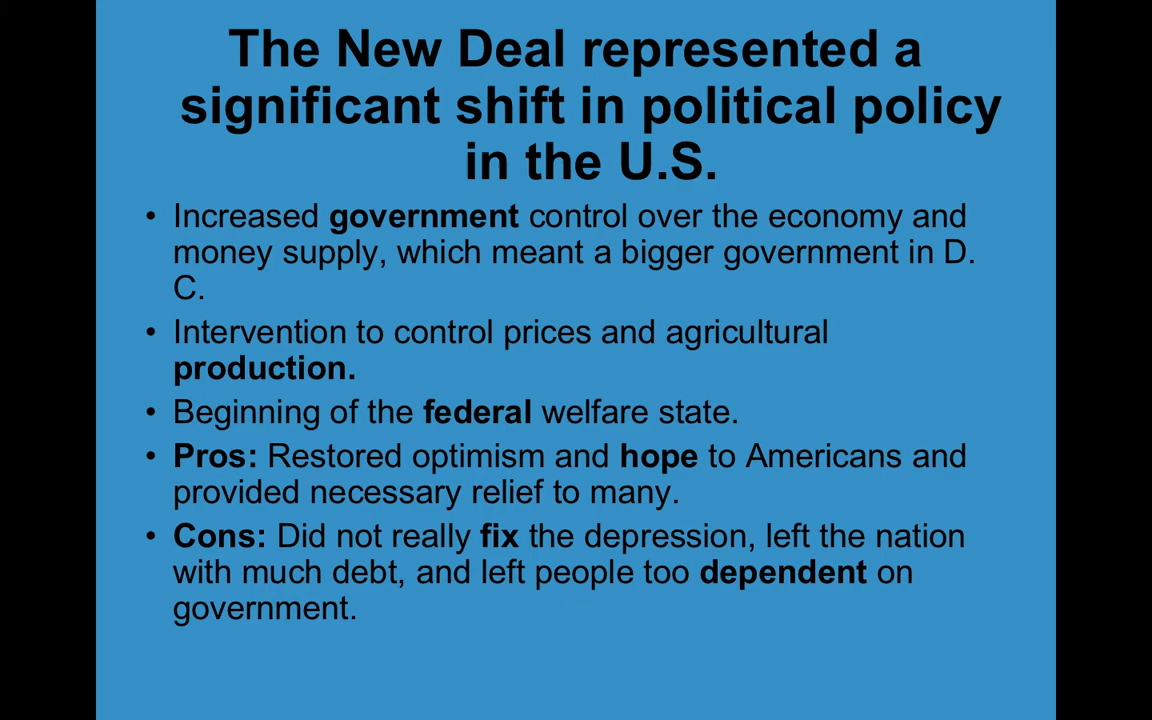 The New Deal represented a
significant shift in political policy
in the U.S.
• Increased government control over the economy and
money supply, which meant a bigger government in D.
C.
• Intervention to control prices and agricultural
production.
• Beginning of the federal welfare state.
• Pros: Restored optimism and hope to Americans and
provided necessary relief to many.
• Cons: Did not really fix the depression, left the nation
with much debt, and left people too dependent on
government.